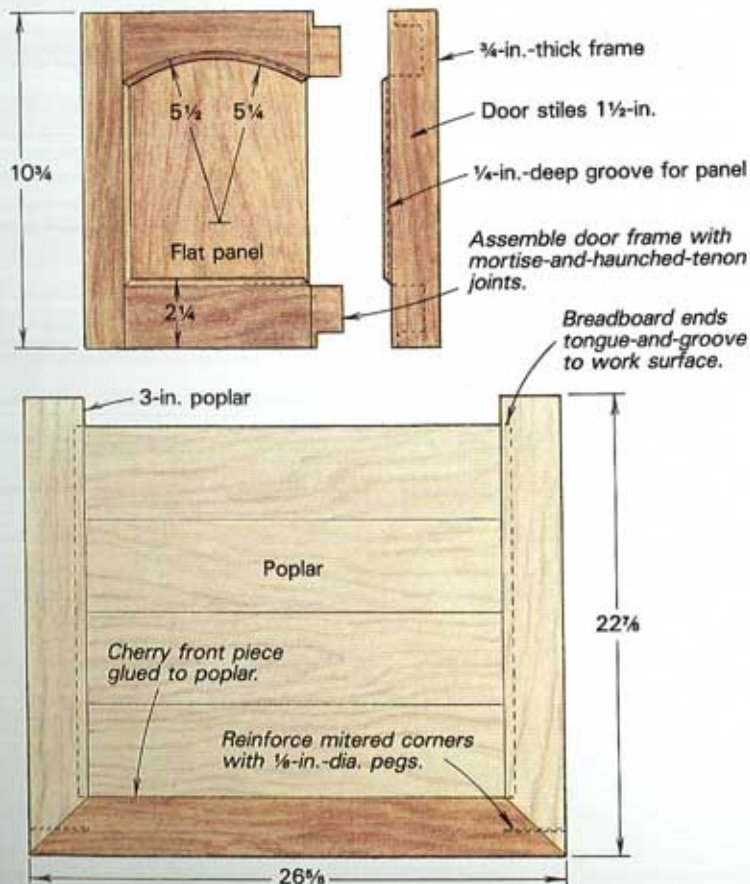 ¾-in.-thick frame
5½ 5¼
Door stiles 1½-in.
10¾
¼-in.-deep groove for panel
Flat panel
Assemble door frame with
mortise-and-haunched-tenon
joints.
2¼
Breadboard ends
tongue-and-groove
to work surface.
3-in. poplar
Poplar
22⅞
Cherry front piece
glued to poplar.
Reinforce mitered corners
with ⅛-in.-dia. pegs.
26⅝